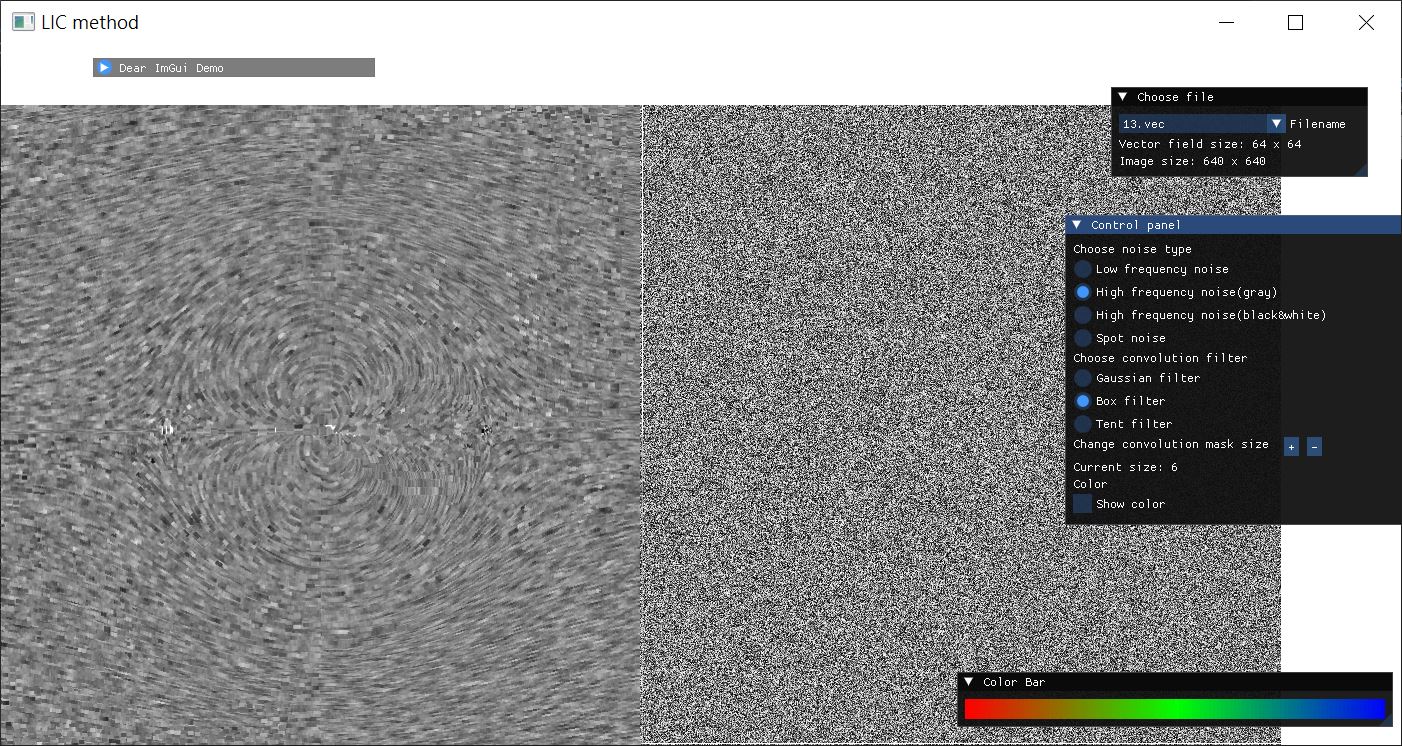 LIC method
Dear ImGui Demo
Choose file
13.vec Filename
Vector field size: 64 x 64
Image size: 640 x 640
Control panel
Choose noise type
Low frequency noise
High frequency noise(gray)
High frequency noise(black&white)
Spot noise
Choose convolution filter
Gaussian filter
Box filter
Tent filter
Change convolution mask size + -
Current size: 6
Color
Show color
Color Bar